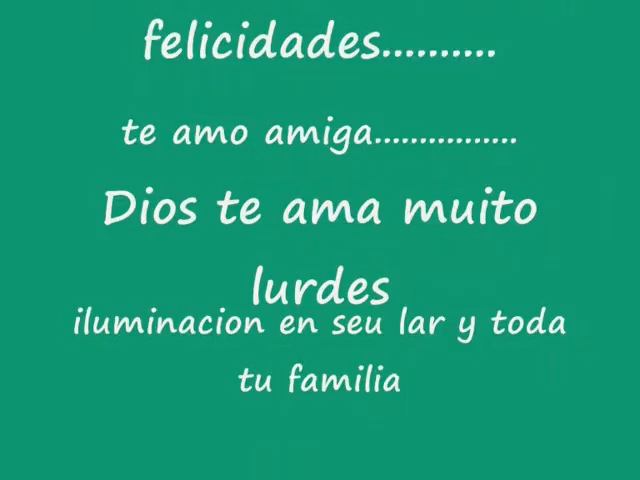 felicidades..........
te amo amiga................
Dios te ama muito
lurdes
iluminacion en seu lar y toda
tu familia